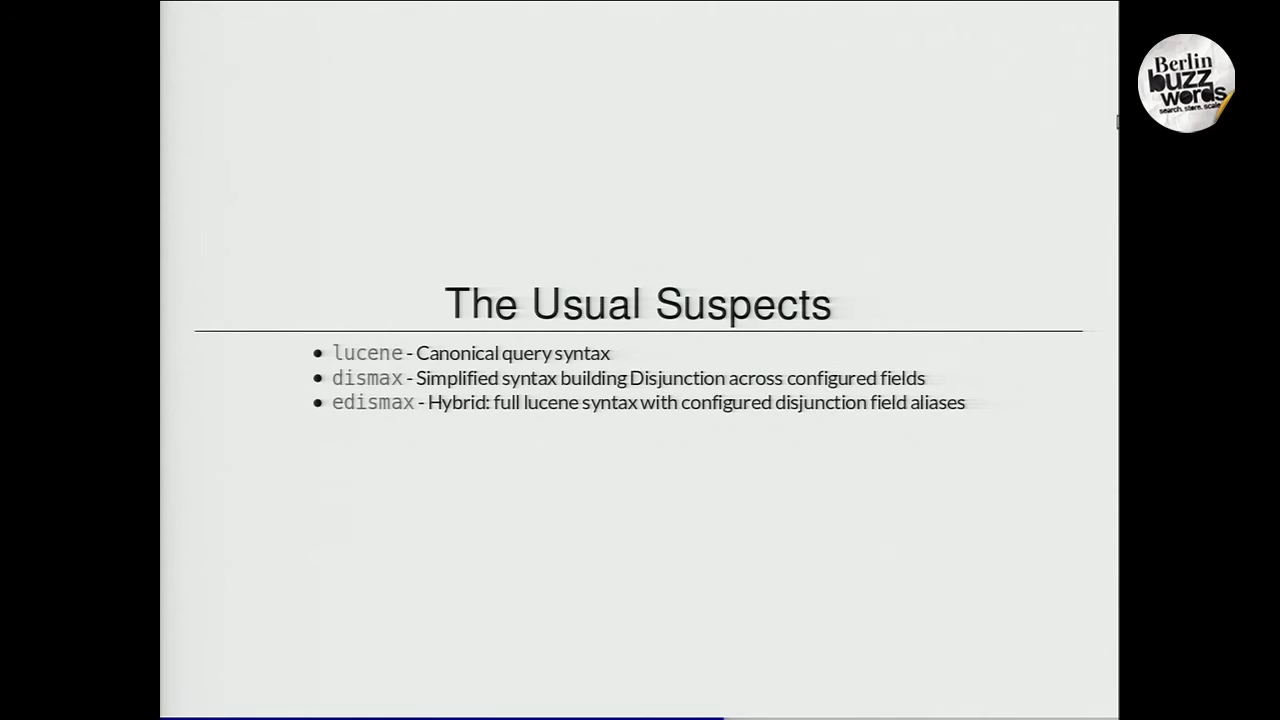 Berlin
buzz
words
search. store. scale
The Usual Suspects
• lucene - Canonical query syntax
• dismax - Simplified syntax building Disjunction across configured fields
• edismax - Hybrid: full lucene syntax with configured disjunction field aliases